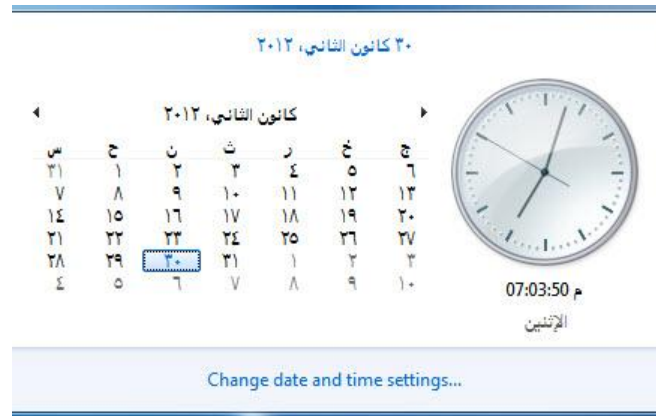 ٣٠ كانون الثاني، ٢٠١٢
كانون الثاني، ٢٠١٢
س ح ن ث ر خ ج
٣١ ١ ٢ ٣ ٤ ٥ ٦
٧ ٨ ٩ ١٠ ١١ ١٢ ١٣
١٤ ١٥ ١٦ ١٧ ١٨ ١٩ ٢٠
٢١ ٢٢ ٢٣ ٢٤ ٢٥ ٢٦ ٢٧
٢٨ ٢٩ ٣٠ ٣١ ١ ٢ ٣
٤ ٥ ٦ ٧ ٨ ٩ ١٠
07:03:50 م
الإثنين
Change date and time settings...